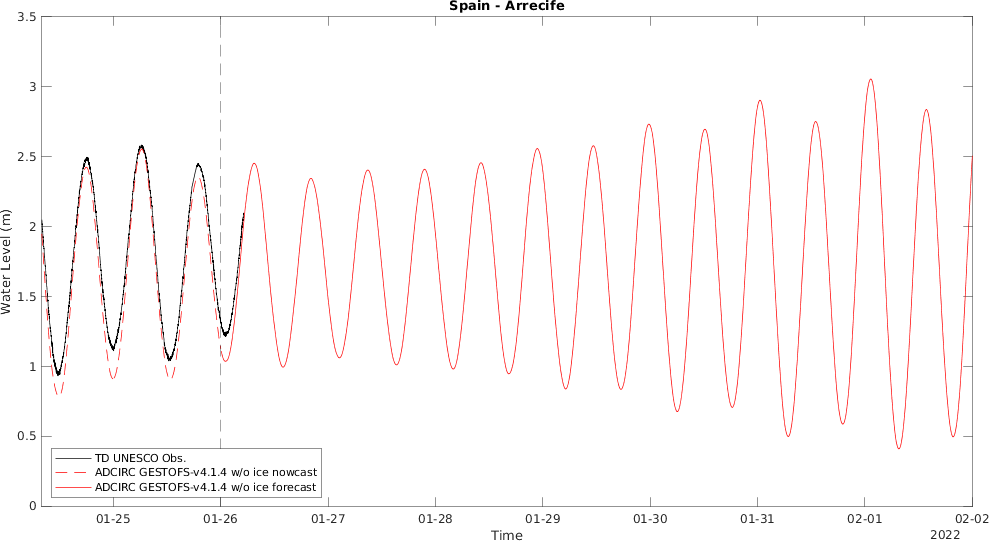 Spain - Arrecife
3.5
3
2.5
2
1.5
1
0.5
0
Water Level (m)
TD UNESCO Obs.
ADCIRC GESTOFS-v4.1.4 w/o ice nowcast
ADCIRC GESTOFS-v4.1.4 w/o ice forecast
01-25 01-26 01-27 01-28 01-29 01-30 01-31 02-01 02-02
Time
2022